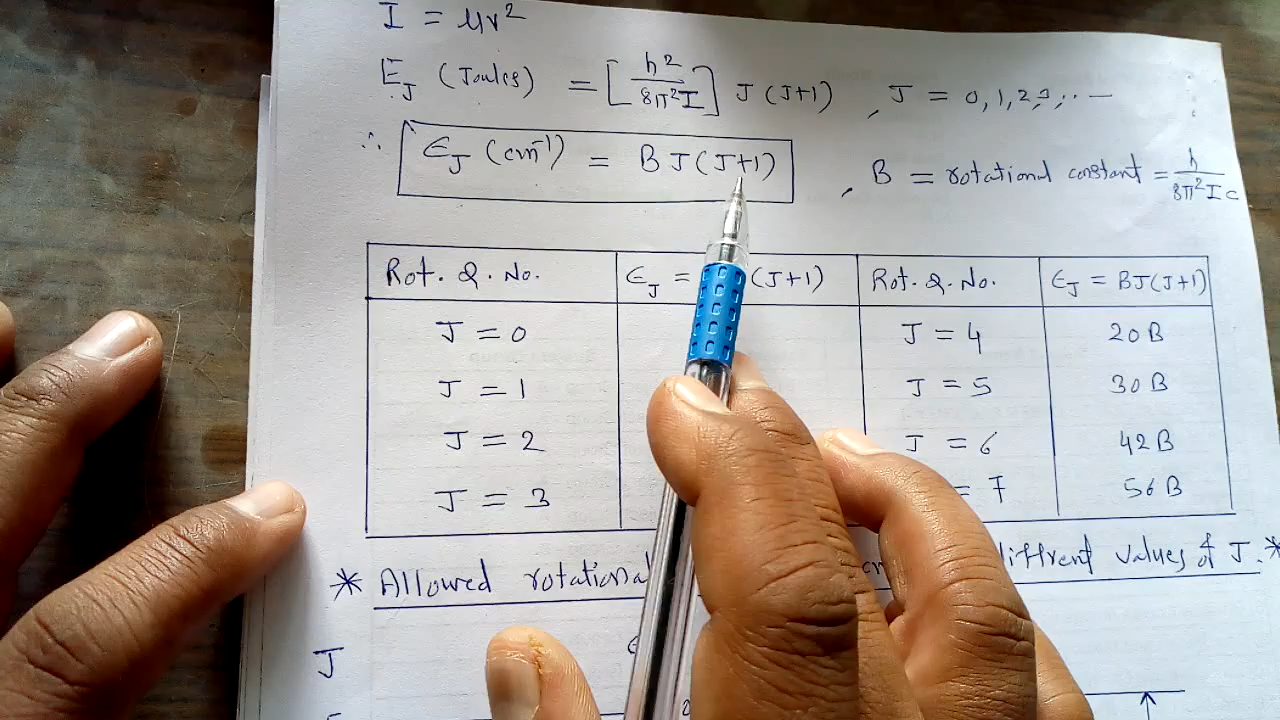 I = μr²
E_J (Joules) = [h²/8π²I] J(J+1) , J = 0,1,2,3,...
∴ ε_J (cm⁻¹) = B J(J+1) , B = rotational constant = h/8π²Ic
Rot. Q. No. ε_J = (J+1) Rot. Q. No. ε_J = BJ(J+1)
J = 0 J = 4 20B
J = 1 J = 5 30B
J = 2 J = 6 42B
J = 3 = 7 56B
* Allowed rotational diffrent values of J. *
J